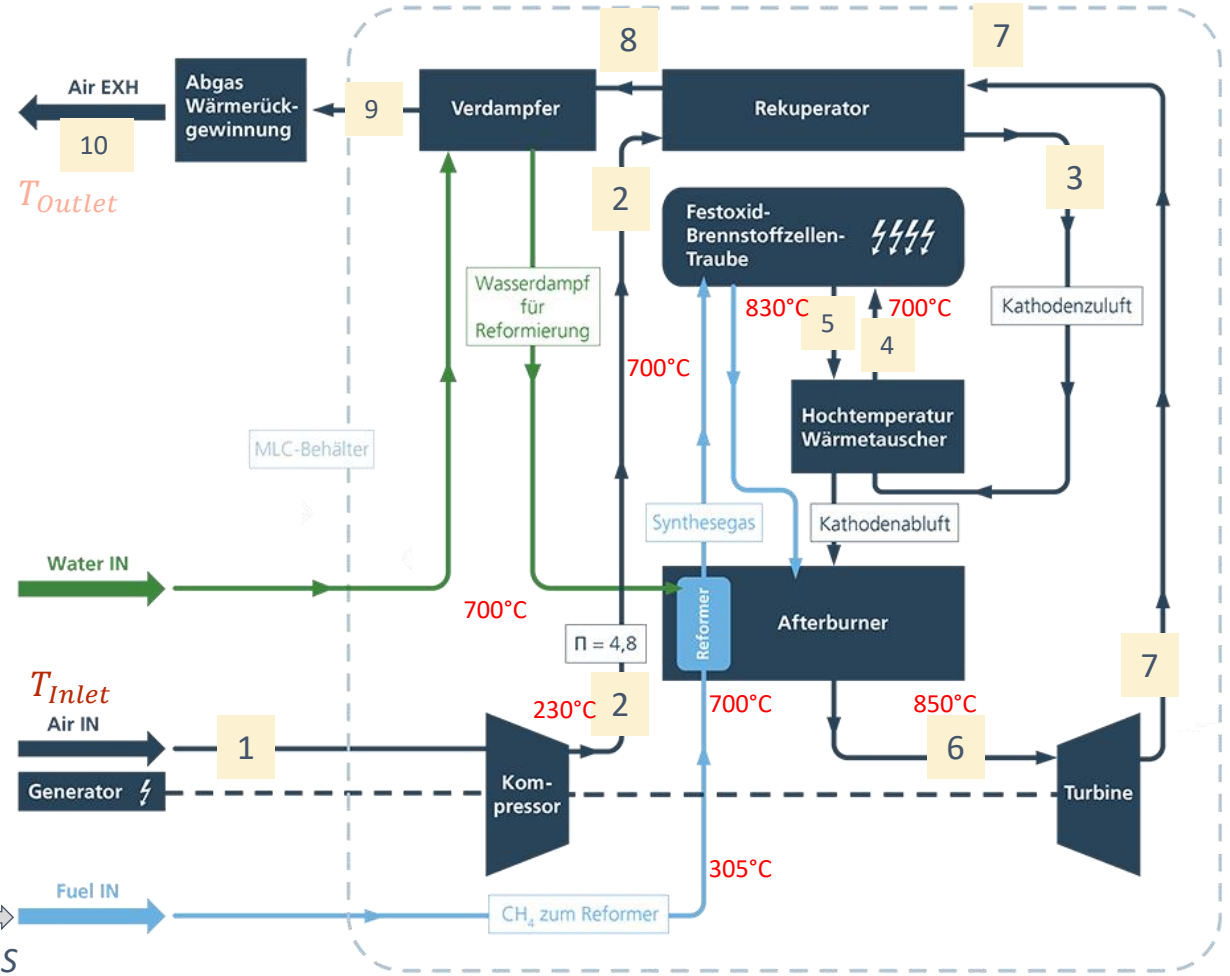 8
7
Air EXH
Abgas
Wärmerück-
gewinnung
9
Verdampfer
Rekuperator
10
T_Outlet
2
3
Festoxid-
Brennstoffzellen-
Traube
Wasserdampf
für
Reformierung
830°C
5
700°C
4
Kathodenzuluft
700°C
Hochtemperatur
Wärmetauscher
MLC-Behälter
Synthesegas
Kathodenabluft
Water IN
700°C
Reformer
Afterburner
Π = 4,8
T_Inlet
Air IN
1
230°C
2
700°C
850°C
6
7
Generator
Kom-
pressor
Turbine
305°C
Fuel IN
CH₄ zum Reformer
S